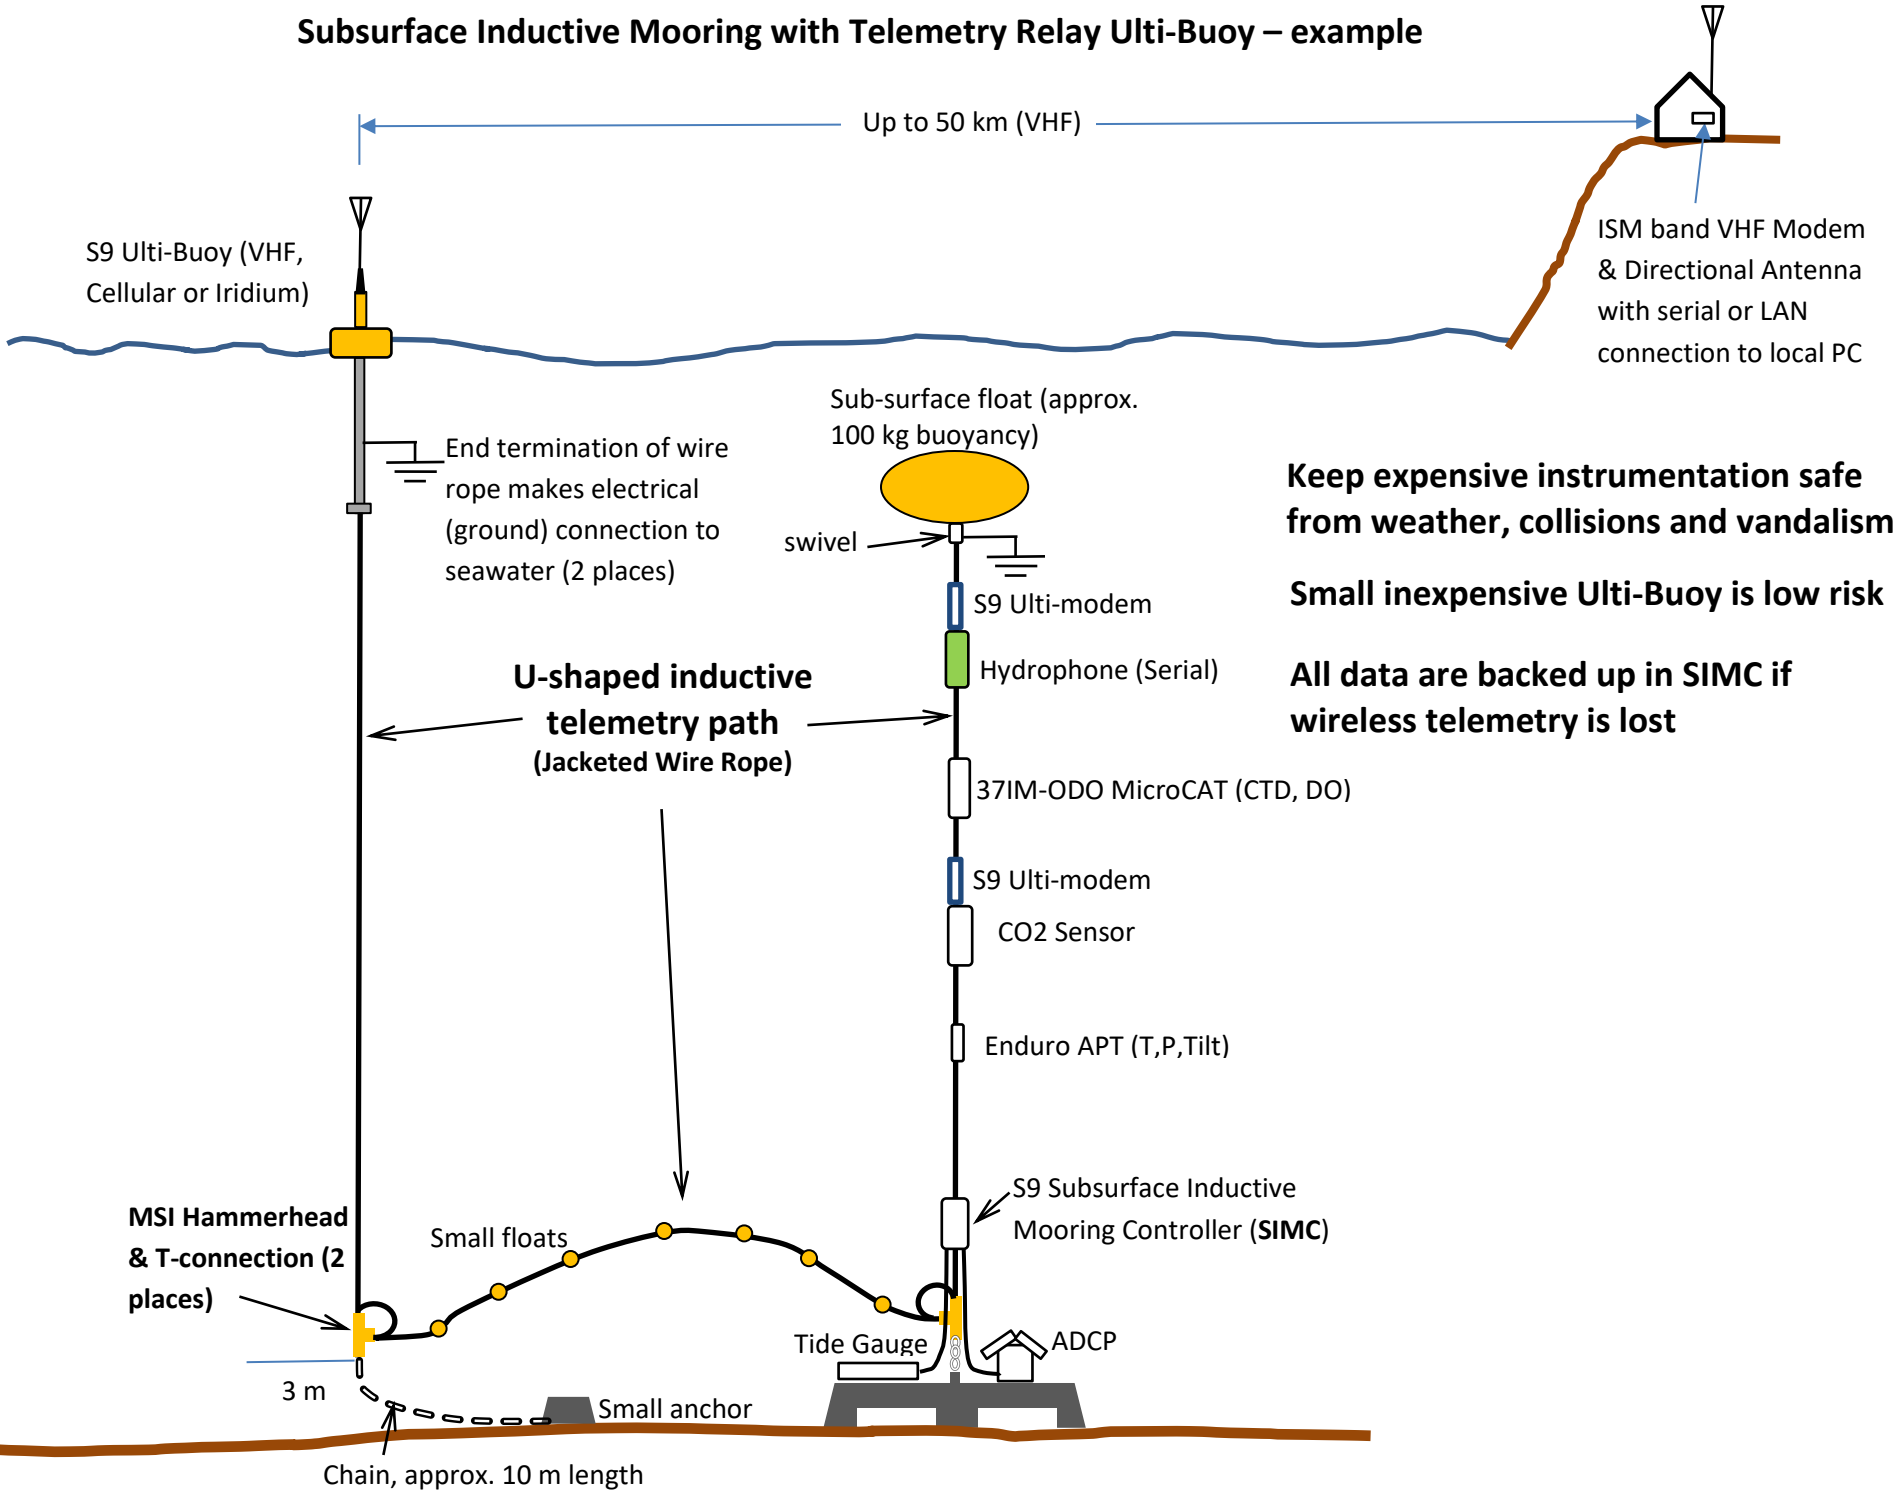 Subsurface Inductive Mooring with Telemetry Relay Ulti-Buoy – example
Up to 50 km (VHF)
S9 Ulti-Buoy (VHF,
Cellular or Iridium)
ISM band VHF Modem
& Directional Antenna
with serial or LAN
connection to local PC
Sub-surface float (approx.
100 kg buoyancy)
End termination of wire
rope makes electrical
(ground) connection to
seawater (2 places)
swivel
Keep expensive instrumentation safe
from weather, collisions and vandalism
Small inexpensive Ulti-Buoy is low risk
All data are backed up in SIMC if
wireless telemetry is lost
S9 Ulti-modem
Hydrophone (Serial)
U-shaped inductive
telemetry path
(Jacketed Wire Rope)
37IM-ODO MicroCAT (CTD, DO)
S9 Ulti-modem
CO2 Sensor
Enduro APT (T,P,Tilt)
S9 Subsurface Inductive
Mooring Controller (SIMC)
MSI Hammerhead
& T-connection (2
places)
Small floats
Tide Gauge
ADCP
3 m
Small anchor
Chain, approx. 10 m length